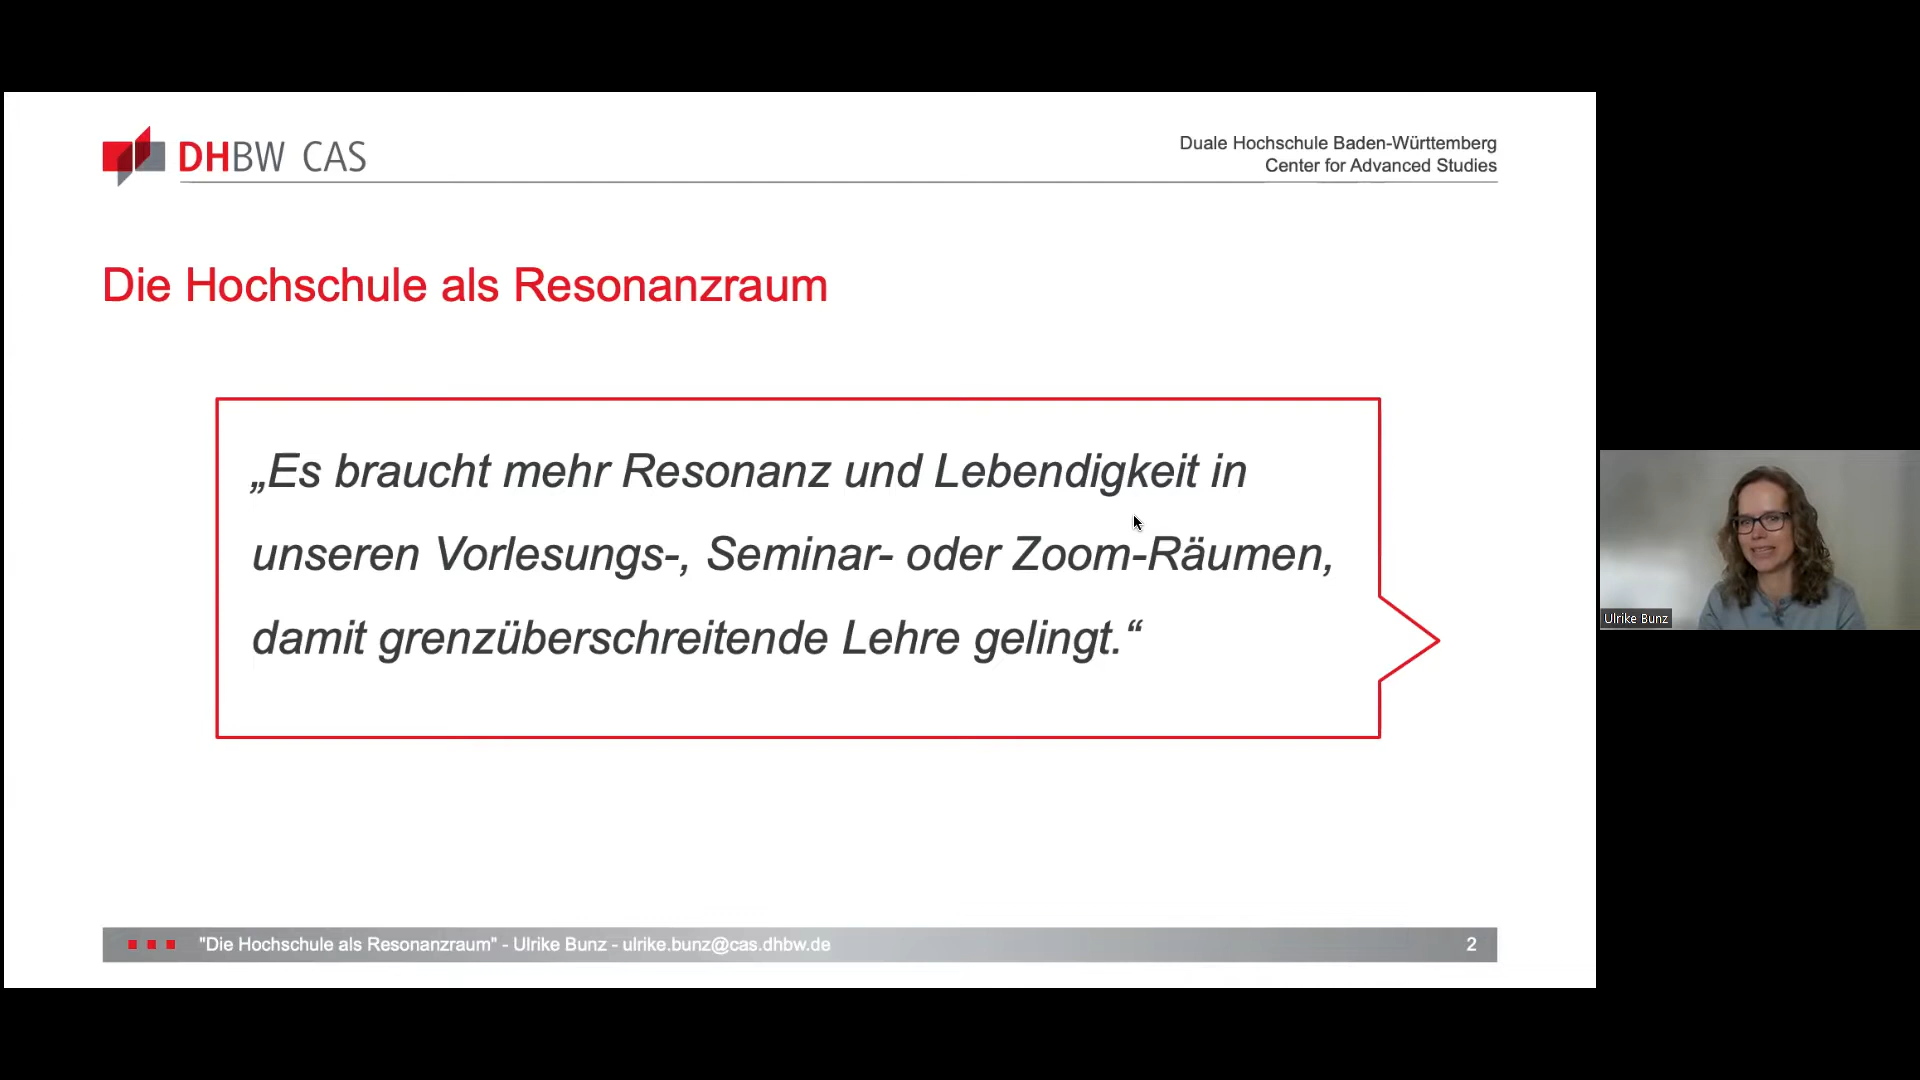 DHBW CAS
Duale Hochschule Baden-Württemberg
Center for Advanced Studies
Die Hochschule als Resonanzraum
„Es braucht mehr Resonanz und Lebendigkeit in
unseren Vorlesungs-, Seminar- oder Zoom-Räumen,
damit grenzüberschreitende Lehre gelingt.“
Ulrike Bunz
"Die Hochschule als Resonanzraum" - Ulrike Bunz - ulrike.bunz@cas.dhbw.de
2